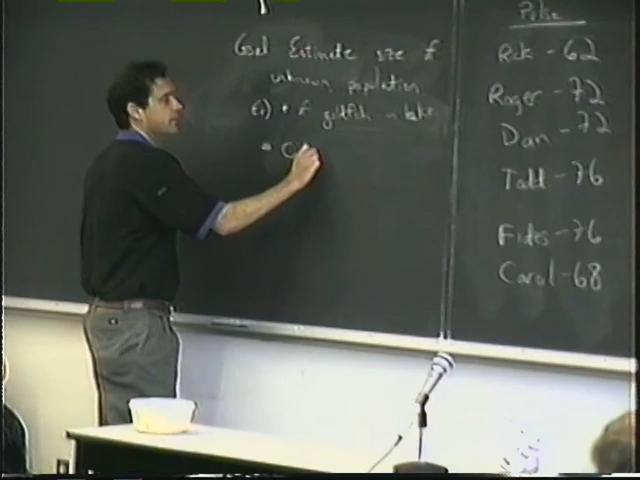 Goal Estimate size of
unknown population
Ex) # of goldfish in lake
* C
Pulse
Rick - 62
Roger - 72
Dan - 72
Todd - 76
Fides - 76
Carol - 68